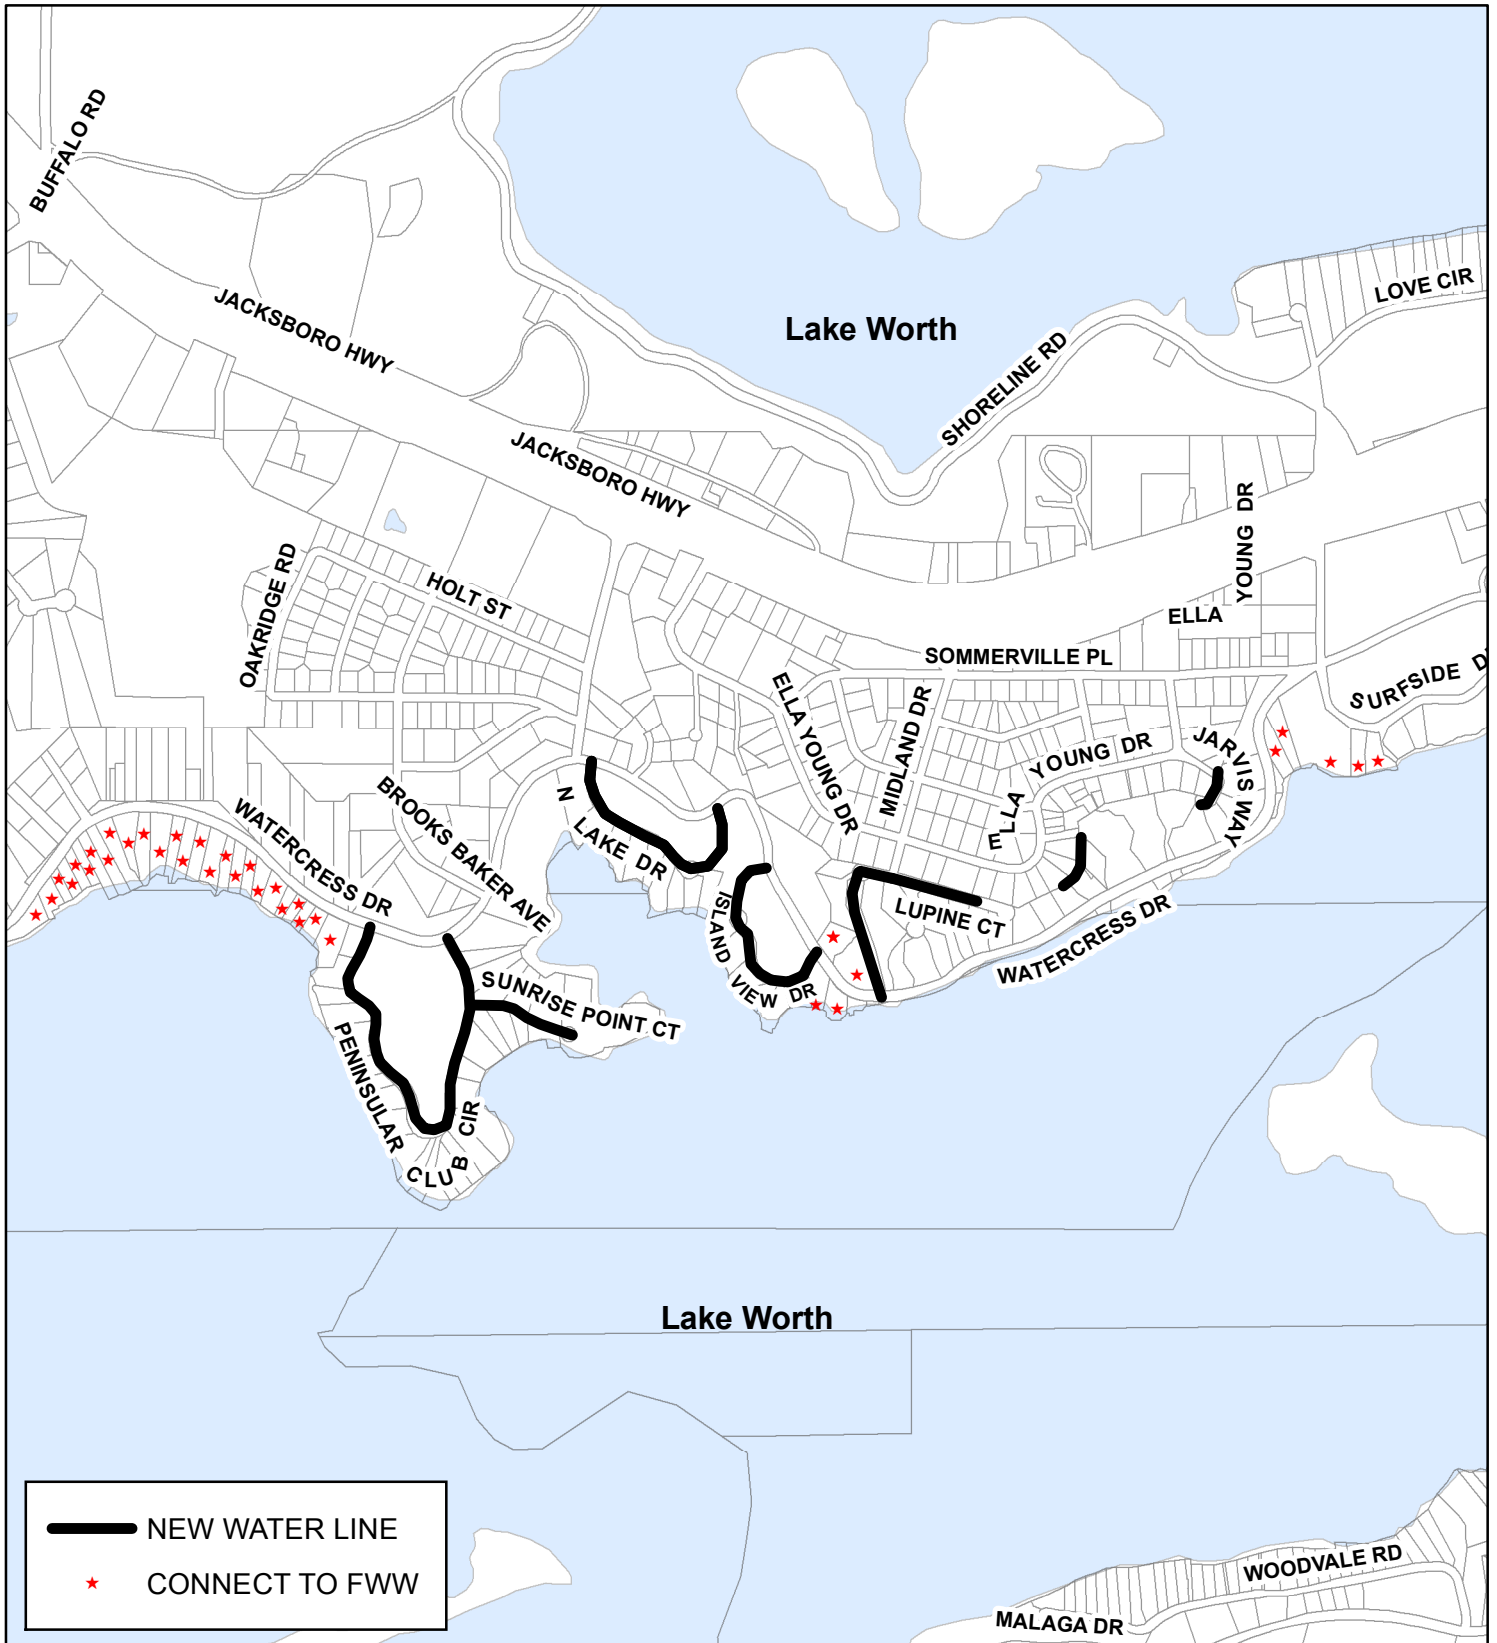 BUFFALO RD
JACKSBORO HWY
Lake Worth
LOVE CIR
SHORELINE RD
JACKSBORO HWY
YOUNG DR
ELLA
OAKRIDGE RD
HOLT ST
SOMMERVILLE PL
SURFSIDE D
ELLA YOUNG DR
MIDLAND DR
ELLA YOUNG DR
JARVIS WAY
N LAKE DR
BROOKS BAKER AVE
WATERCRESS DR
ISLAND VIEW DR
LUPINE CT
WATERCRESS DR
SUNRISE POINT CT
PENINSULAR CLUB CIR
Lake Worth
NEW WATER LINE
CONNECT TO FWW
WOODVALE RD
MALAGA DR